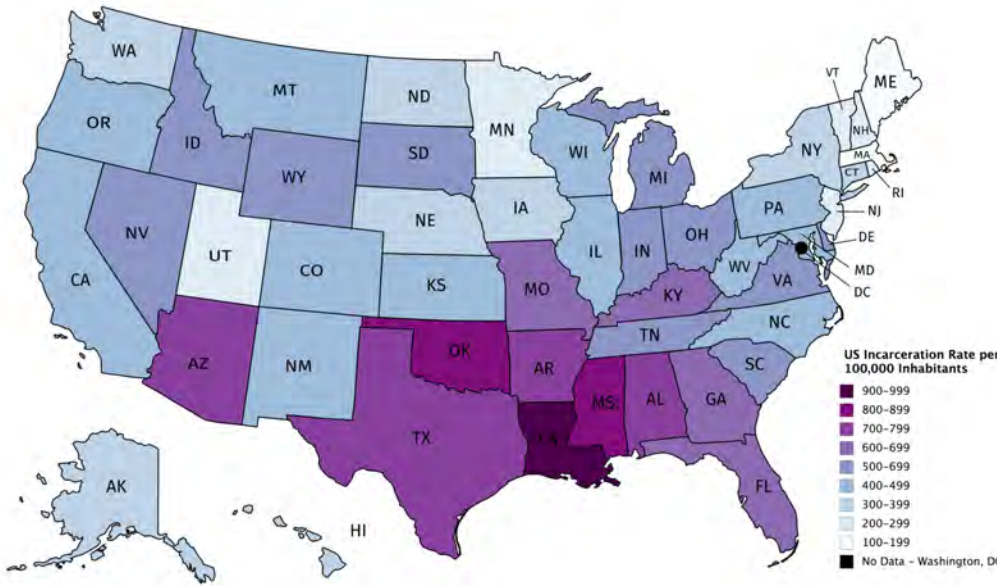 WA
MT
ND
MN
VT
ME
OR
ID
SD
WI
NY
NH
MA
CT
RI
WY
MI
NE
IA
PA
NJ
NV
UT
CO
IL
IN
OH
DE
MD
DC
WV
VA
CA
KS
MO
KY
NC
TN
AZ
NM
OK
AR
SC
MS
AL
GA
TX
LA
FL
AK
HI
US Incarceration Rate per
100,000 Inhabitants
900-999
800-899
700-799
600-699
500-699
400-499
300-399
200-299
100-199
No Data - Washington,